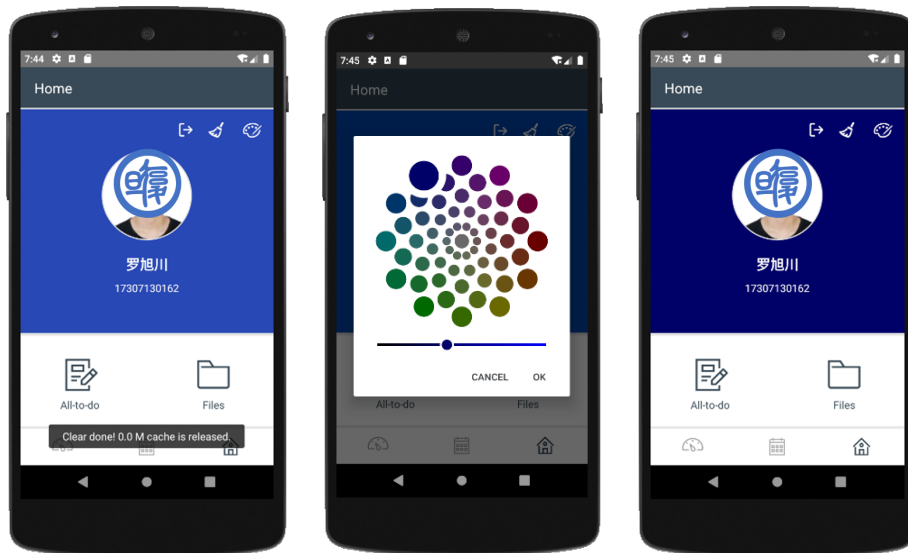 7:44
Home
罗旭川
17307130162
All-to-do
Files
Clear done! 0.0 M cache is released.
7:45
Home
CANCEL
OK
All-to-do
Files
7:45
Home
罗旭川
17307130162
All-to-do
Files